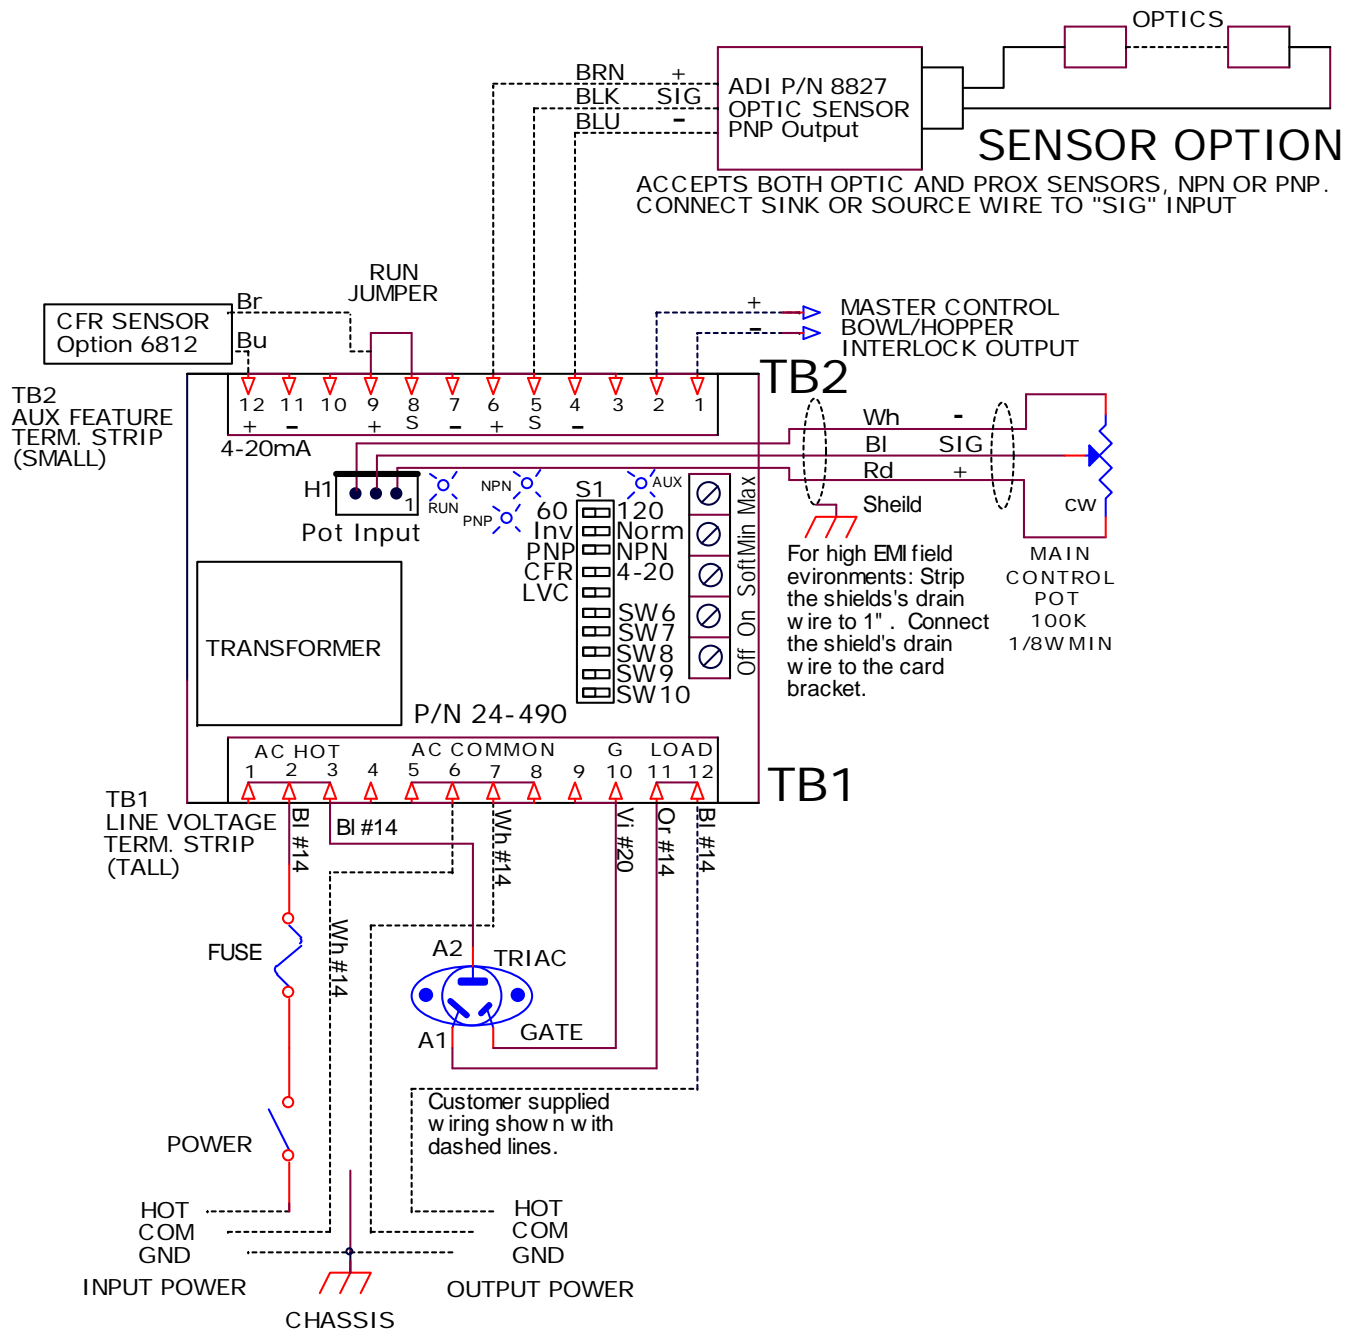 OPTICS
BRN +
BLK SIG
BLU -
ADI P/N 8827
OPTIC SENSOR
PNP Output
SENSOR OPTION
ACCEPTS BOTH OPTIC AND PROX SENSORS, NPN OR PNP.
CONNECT SINK OR SOURCE WIRE TO "SIG" INPUT
RUN
JUMPER
CFR SENSOR
Option 6812
Br
Bu
+
-
MASTER CONTROL
BOWL/HOPPER
INTERLOCK OUTPUT
TB2
TB2
AUX FEATURE
TERM. STRIP
(SMALL)
12 11 10 9 8 7 6 5 4 3 2 1
+ - + S - + S -
4-20mA
Wh -
Bl SIG
Rd +
Sheild
CW
MAIN
CONTROL
POT
100K
1/8W MIN
H1
1
Pot Input
RUN
NPN
PNP
AUX
S1
60 120
Inv Norm
PNP NPN
CFR 4-20
LVC
SW6
SW7
SW8
SW9
SW10
Max
Min
Soft
On
Off
For high EMI field
evironments: Strip
the shields's drain
wire to 1". Connect
the shield's drain
wire to the card
bracket.
TRANSFORMER
P/N 24-490
AC HOT AC COMMON G LOAD
1 2 3 4 5 6 7 8 9 10 11 12
TB1
TB1
LINE VOLTAGE
TERM. STRIP
(TALL)
Bl #14
Bl #14
Wh #14
Vi #20
Or #14
Bl #14
Wh #14
FUSE
A2
TRIAC
A1
GATE
Customer supplied
wiring shown with
dashed lines.
POWER
HOT
COM
GND
INPUT POWER
HOT
COM
GND
OUTPUT POWER
CHASSIS